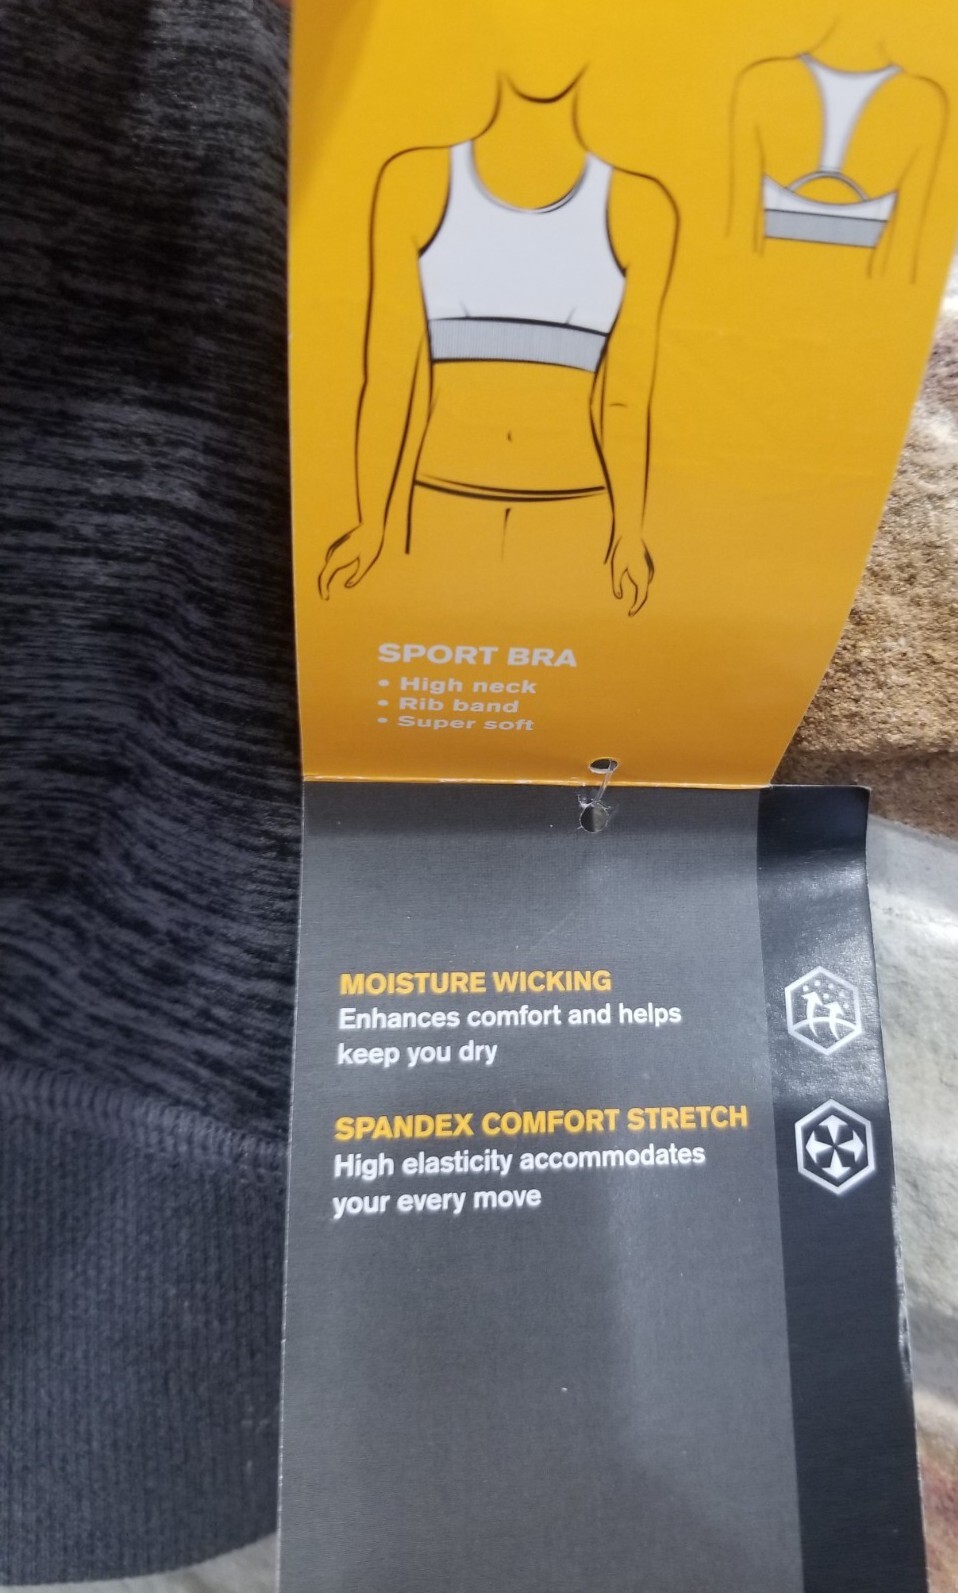 SPORT BRA
• High neck
• Rib band
• Super soft
MOISTURE WICKING
Enhances comfort and helps
keep you dry
SPANDEX COMFORT STRETCH
High elasticity accommodates
your every move